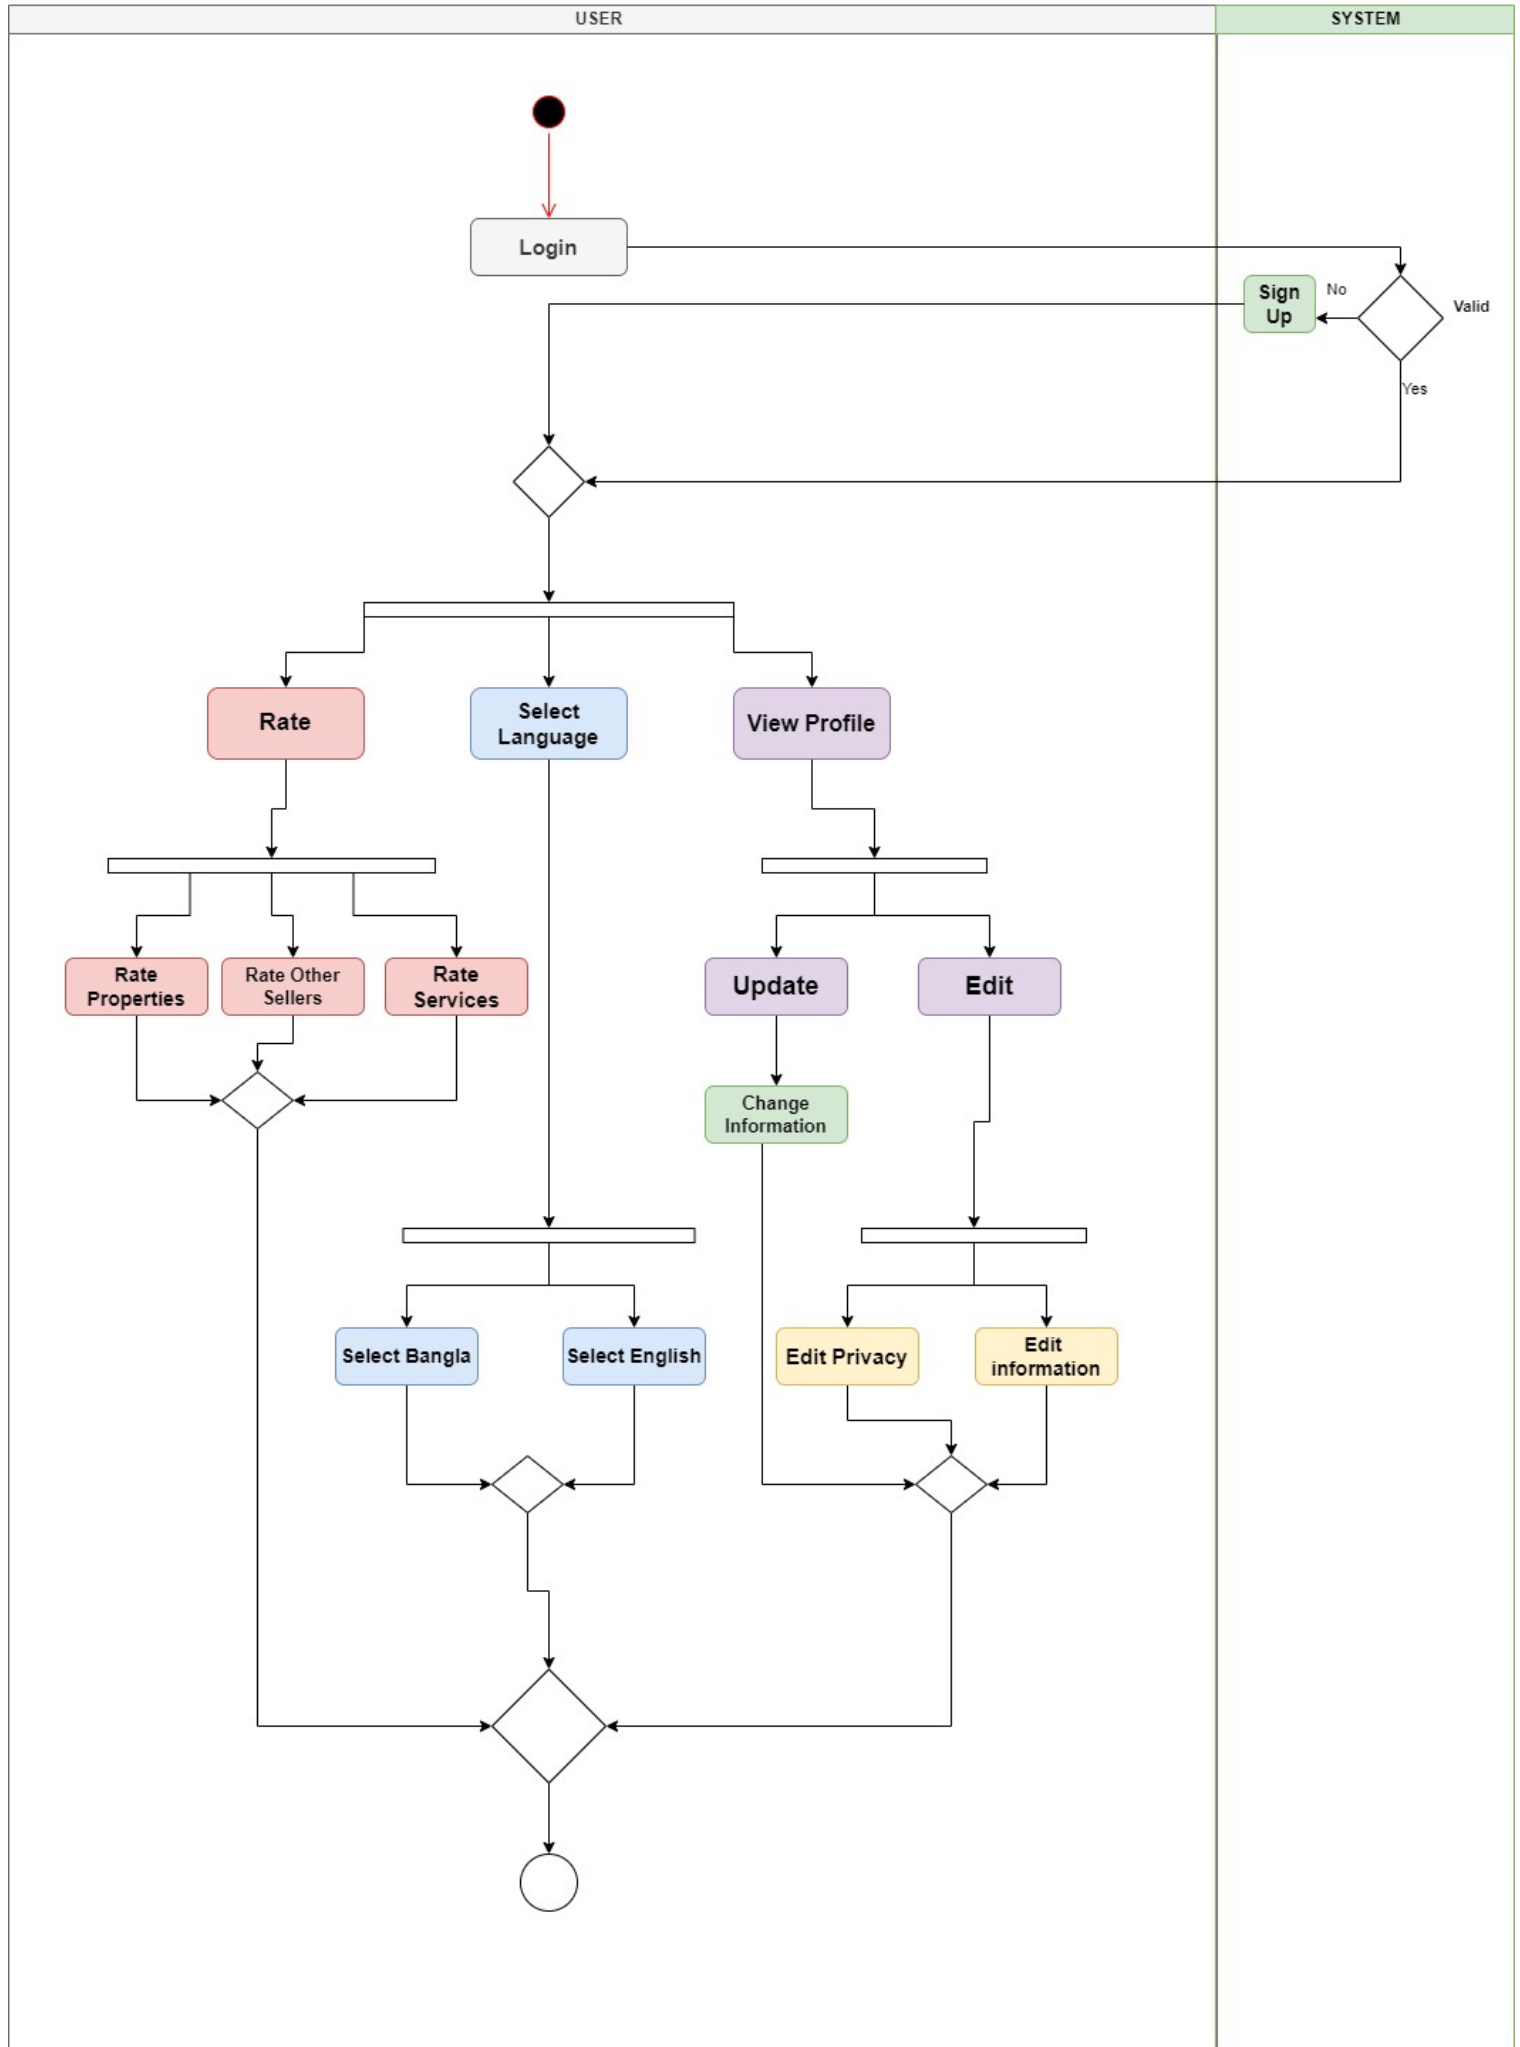 USER
SYSTEM
Login
Sign
Up
No
Valid
Yes
Rate
Select
Language
View Profile
Rate
Properties
Rate Other
Sellers
Rate
Services
Update
Edit
Change
Information
Select Bangla
Select English
Edit Privacy
Edit
information